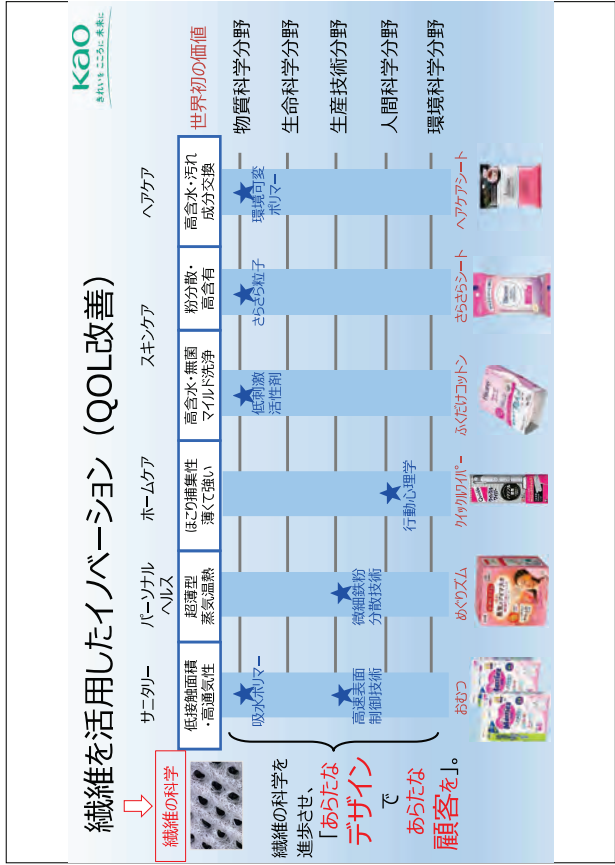 繊維を活用したイノベーション（QOL改善）
kao
きれいを こころに 未来に
繊維の科学
サニタリー
パーソナル
ヘルス
ホームケア
スキンケア
ヘアケア
低接触面積
・高通気性
超薄型
蒸気温熱
ほこり捕集性
薄くて強い
高含水・無菌
マイルド洗浄
粉分散・
高含有
高含水・汚れ
成分交換
世界初の価値
物質科学分野
生命科学分野
生産技術分野
人間科学分野
環境科学分野
吸水ポリマー
高速表面
制御技術
微細鉄粉
分散技術
行動心理学
低刺激
活性剤
さらさら粒子
環境可変
ポリマー
繊維の科学を
進歩させ、
「あらたな
デザイン
で
あらたな
顧客を」。
おむつ
めぐりズム
クイックルワイパー
ふくだけコットン
さらさらシート
ヘアケアシート
Merries
Biore